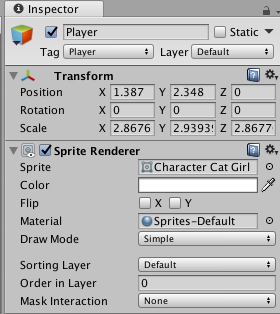 Inspector
Player Static
Tag Player Layer Default
Transform
Position X 1.387 Y 2.348 Z 0
Rotation X 0 Y 0 Z 0
Scale X 2.8676 Y 2.9393 Z 2.8677
Sprite Renderer
Sprite Character Cat Girl
Color
Flip X Y
Material Sprites-Default
Draw Mode Simple
Sorting Layer Default
Order in Layer 0
Mask Interaction None